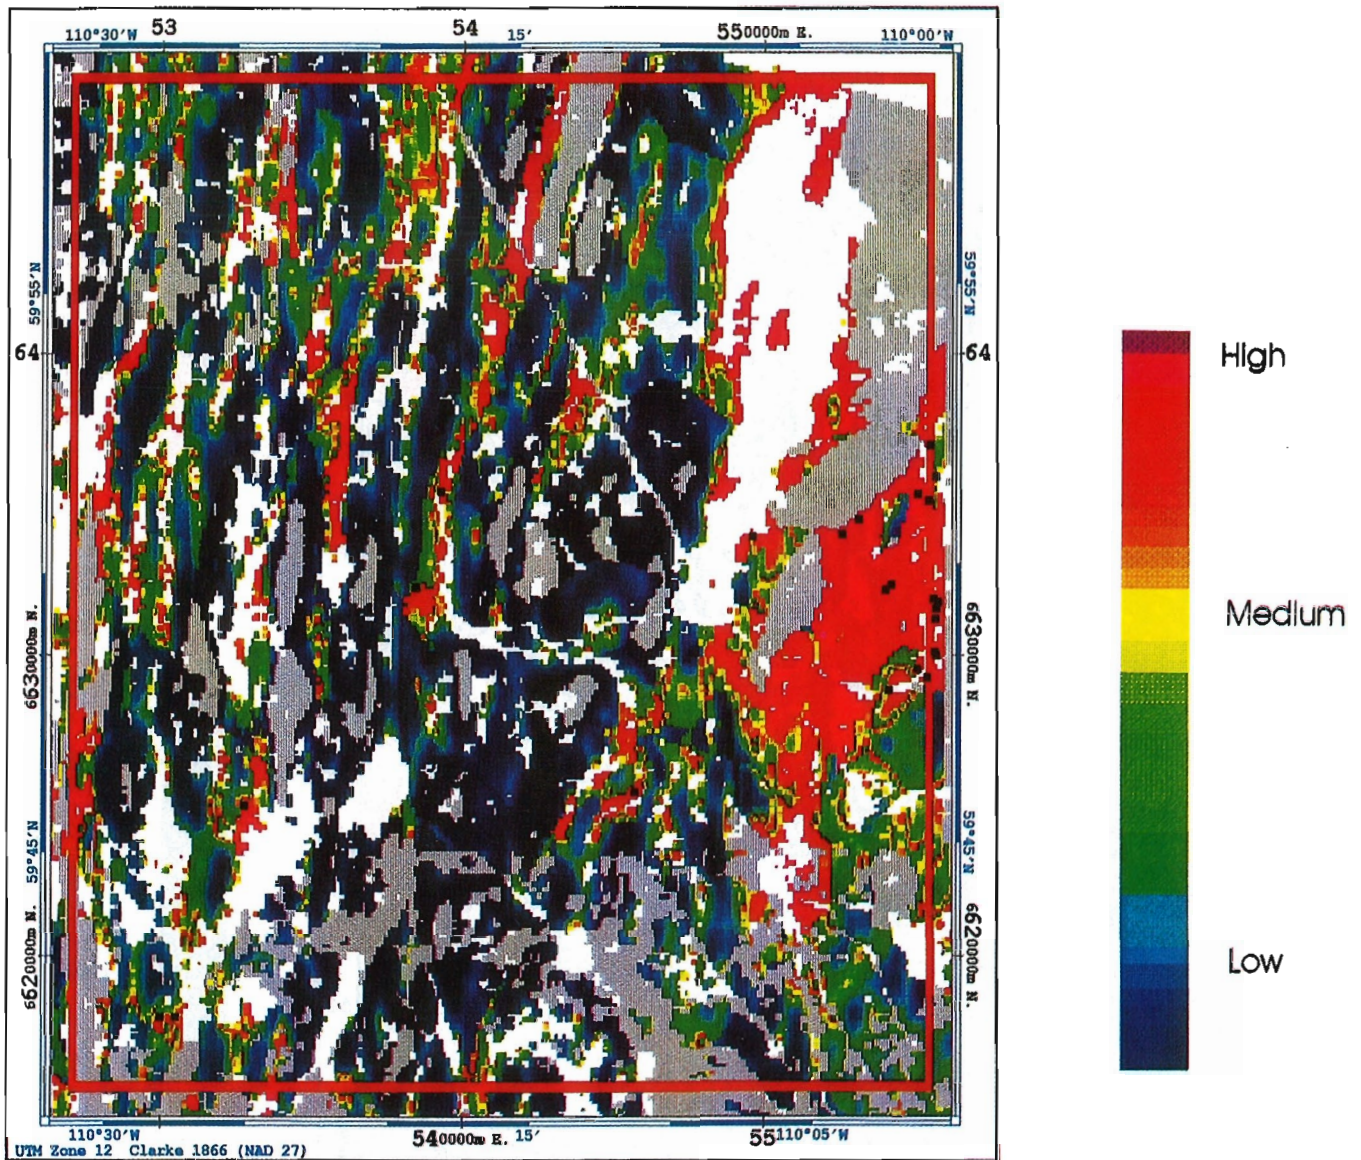 53 54 550000m E.
110°30'W 15' 110°00'W
59°55'N
59°55'N
64
64
High
Medium
Low
6630000m N.
6630000m N.
59°45'N
59°45'N
6620000m N.
6620000m N.
110°30'W 540000m E. 15' 55 110°05'W
UTM Zone 12 Clarke 1866 (NAD 27)